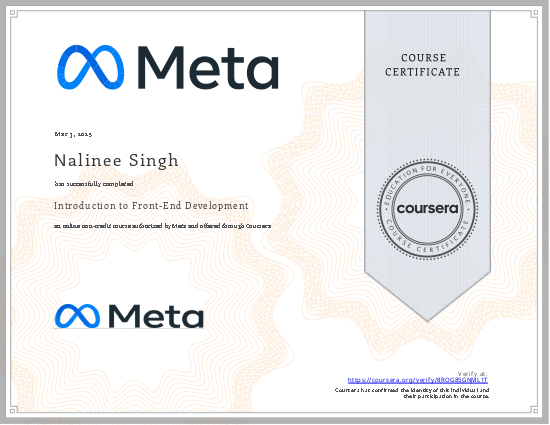 Meta
COURSE
CERTIFICATE
Mar 3, 2025
Nalinee Singh
has successfully completed
Introduction to Front-End Development
an online non-credit course authorized by Meta and offered through Coursera
EDUCATION FOR EVERYONE
coursera
COURSE CERTIFICATE
Meta
Verify at:
https://coursera.org/verify/
Coursera has confirmed the identity of this individual and
their participation in the course.